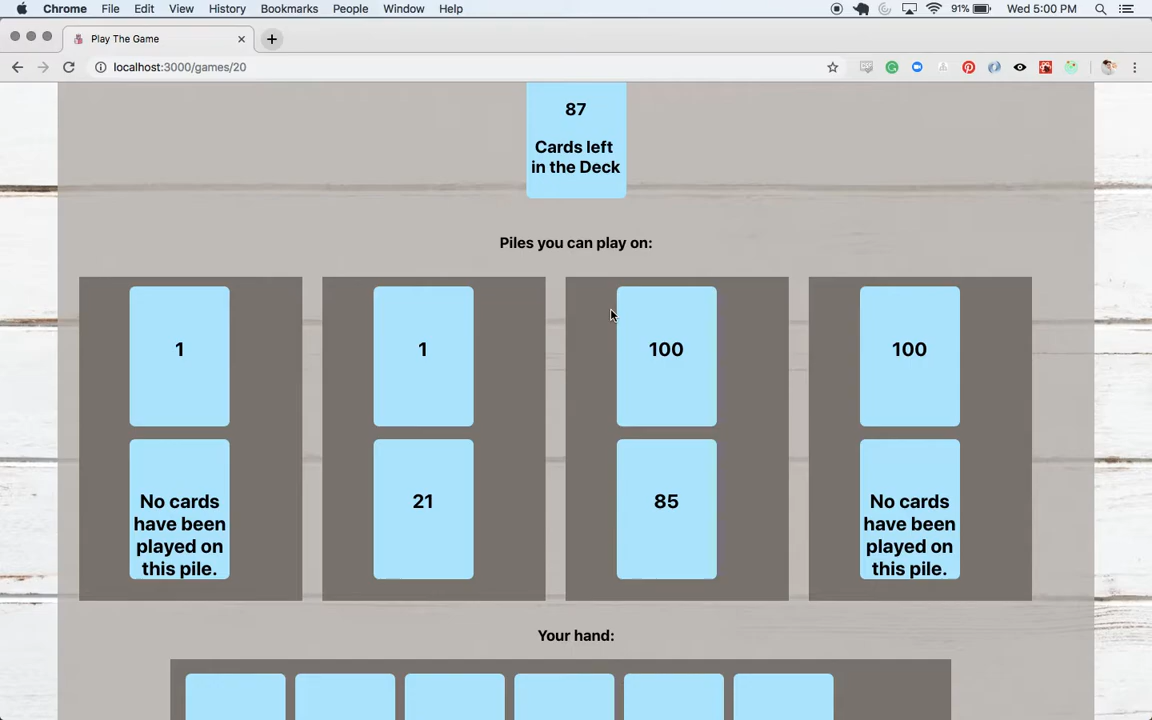 Chrome File Edit View History Bookmarks People Window Help 91% Wed 5:00 PM
Play The Game
localhost:3000/games/20
87
Cards left
in the Deck
Piles you can play on:
1 1 100 100
No cards
have been
played on
this pile.
21
85
No cards
have been
played on
this pile.
Your hand: